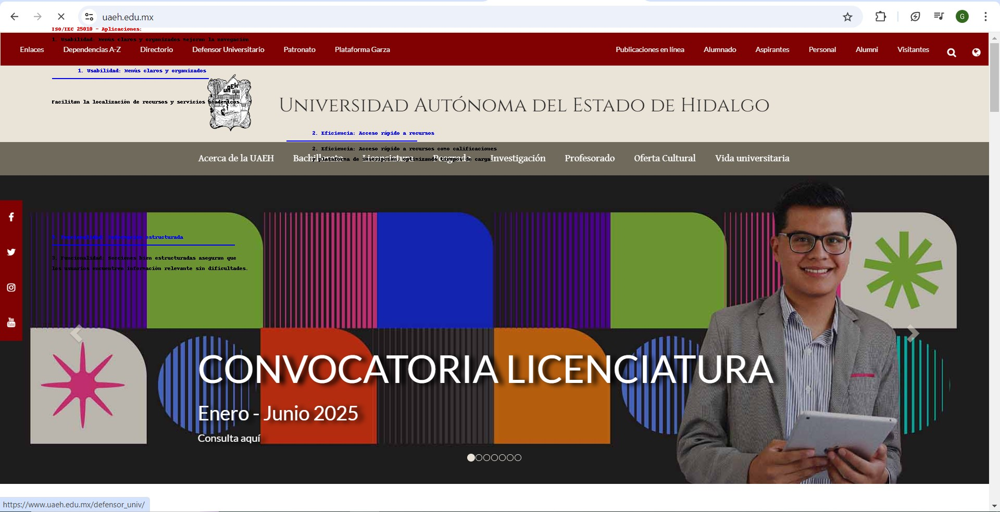 uaeh.edu.mx
G
ISO/IEC 25010 - Aplicaciones:
1. Usabilidad: Menús claros y organizados mejoran la navegación
Enlaces Dependencias A-Z Directorio Defensor Universitario Patronato Plataforma Garza Publicaciones en línea Alumnado Aspirantes Personal Alumni Visitantes
1. Usabilidad: Menús claros y organizados
UAEH
Facilitan la localización de recursos y servicios académicos.
Universidad Autónoma del Estado de Hidalgo
2. Eficiencia: Acceso rápido a recursos
2. Eficiencia: Acceso rápido a recursos como calificaciones
Acerca de la UAEH Bachillerato Licenciatura Posgrado Investigación Profesorado Oferta Cultural Vida universitaria
y plataforma de inscripción, optimizando tiempos de carga.
3. Funcionalidad: Información estructurada
3. Funcionalidad: Secciones bien estructuradas aseguran que
los usuarios encuentren información relevante sin dificultades.
You
Tube
CONVOCATORIA LICENCIATURA
Enero - Junio 2025
Consulta aquí
https://www.uaeh.edu.mx/defensor_univ/